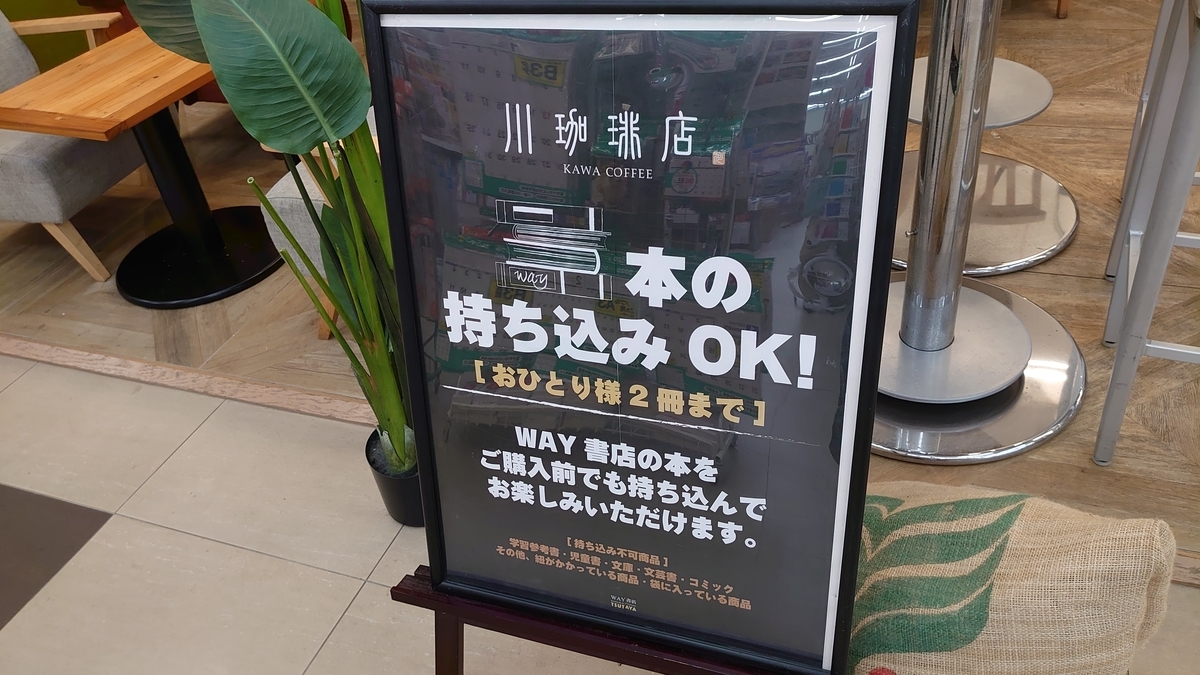 川珈琲店
KAWA COFFEE
way
本の
持ち込みOK!
[おひとり様2冊まで]
WAY 書店の本を
ご購入前でも持ち込んで
お楽しみいただけます。
[持ち込み不可商品]
学習参考書・児童書・文庫・文芸書・コミック
その他、紐がかかっている商品・袋に入っている商品
WAY書店
TSUTAYA